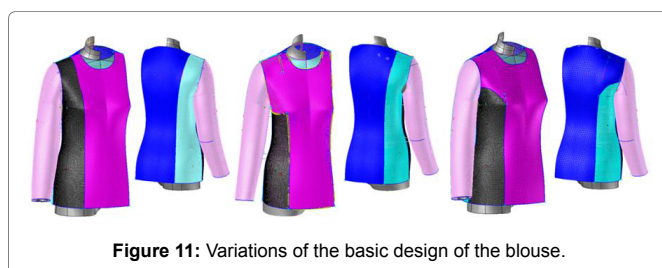 Figure 11: Variations of the basic design of the blouse.